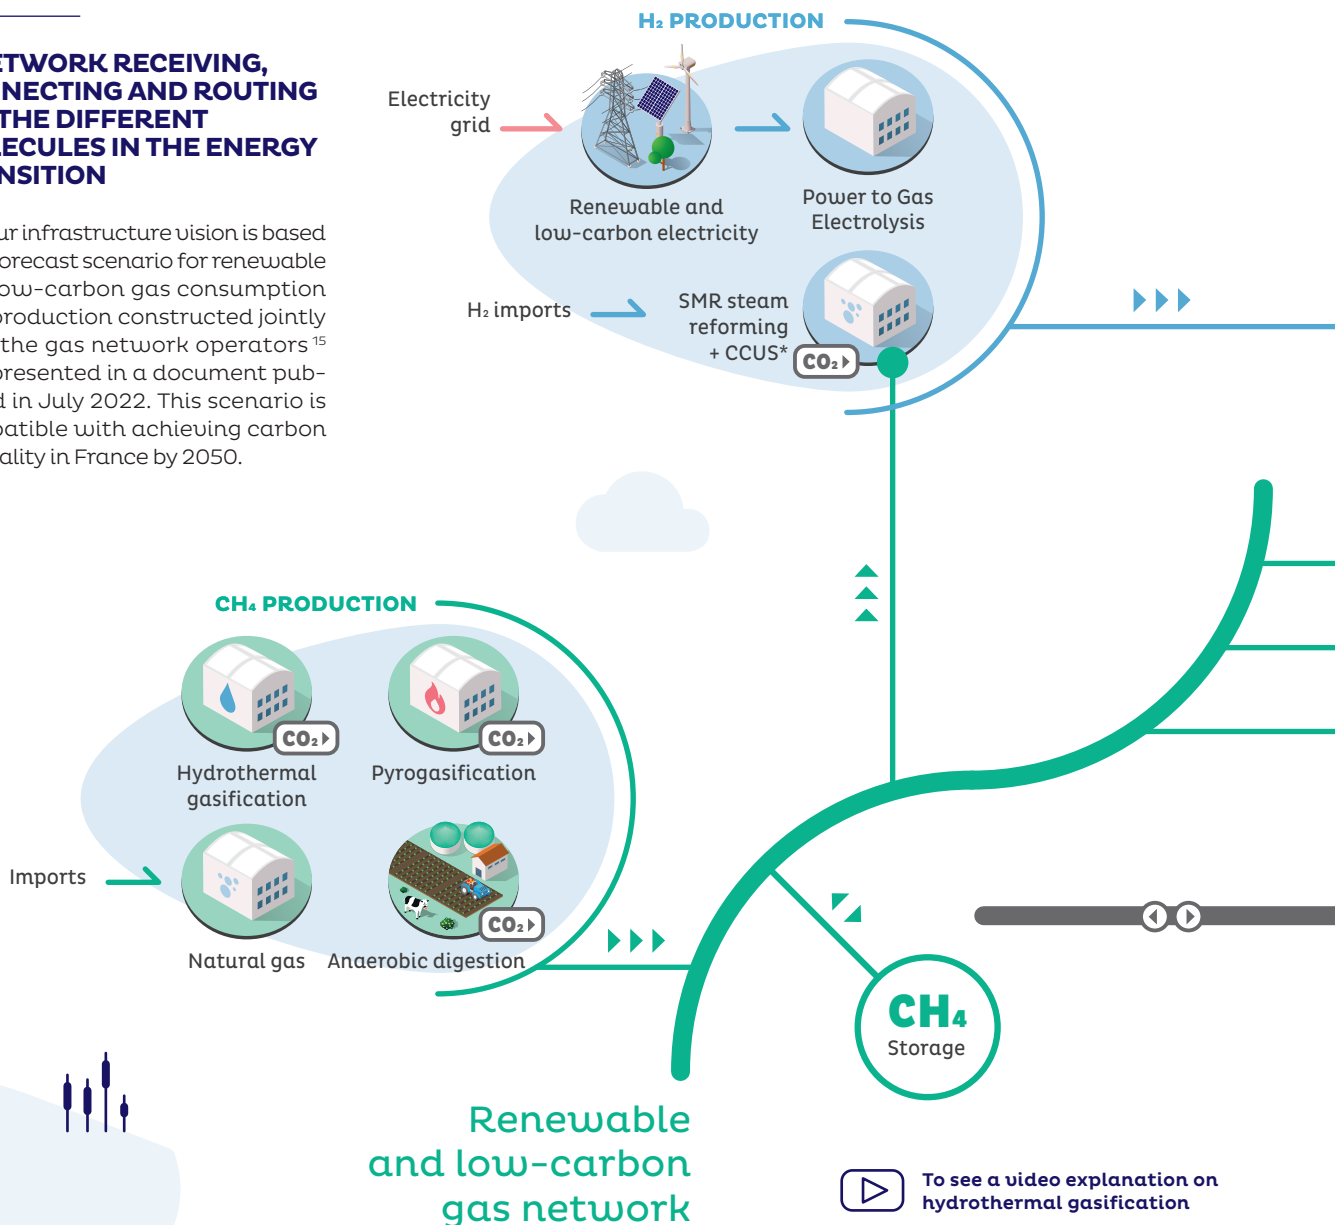 ETWORK RECEIVING,
NNECTING AND ROUTING
THE DIFFERENT
LECULES IN THE ENERGY
NSITION
ur infrastructure vision is based
orecast scenario for renewable
ow-carbon gas consumption
production constructed jointly
the gas network operators ¹⁵
presented in a document pub-
d in July 2022. This scenario is
patible with achieving carbon
ality in France by 2050.
H₂ PRODUCTION
Electricity
grid
Renewable and
low-carbon electricity
Power to Gas
Electrolysis
H₂ imports
SMR steam
reforming
+ CCUS*
CO₂
CH₄ PRODUCTION
CO₂
CO₂
Hydrothermal
gasification
Pyrogasification
Imports
CO₂
Natural gas
Anaerobic digestion
CH₄
Storage
Renewable
and low-carbon
gas network
To see a video explanation on
hydrothermal gasification